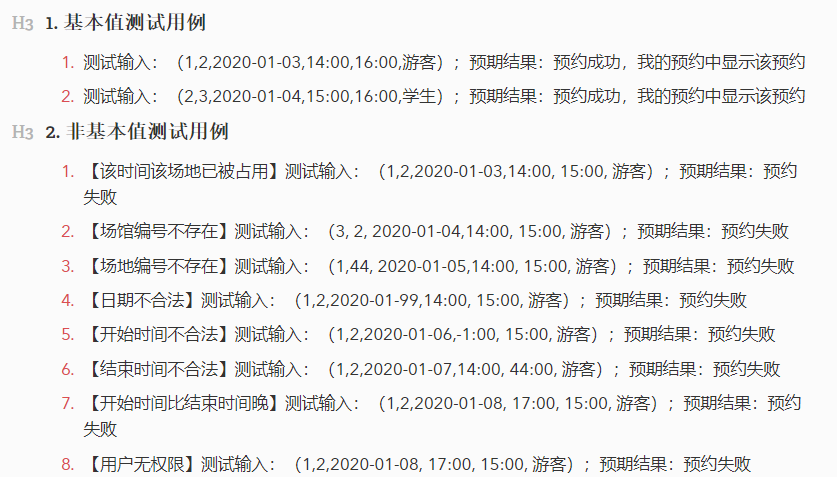 H3 1. 基本值测试用例
1. 测试输入：（1,2,2020-01-03,14:00,16:00,游客）；预期结果：预约成功，我的预约中显示该预约
2. 测试输入：（2,3,2020-01-04,15:00,16:00,学生）；预期结果：预约成功，我的预约中显示该预约
H3 2. 非基本值测试用例
1. 【该时间该场地已被占用】测试输入：（1,2,2020-01-03,14:00, 15:00, 游客）；预期结果：预约
失败
2. 【场馆编号不存在】测试输入：（3, 2, 2020-01-04,14:00, 15:00, 游客）；预期结果：预约失败
3. 【场地编号不存在】测试输入：（1,44, 2020-01-05,14:00, 15:00, 游客）；预期结果：预约失败
4. 【日期不合法】测试输入：（1,2,2020-01-99,14:00, 15:00, 游客）；预期结果：预约失败
5. 【开始时间不合法】测试输入：（1,2,2020-01-06,-1:00, 15:00, 游客）；预期结果：预约失败
6. 【结束时间不合法】测试输入：（1,2,2020-01-07,14:00, 44:00, 游客）；预期结果：预约失败
7. 【开始时间比结束时间晚】测试输入：（1,2,2020-01-08, 17:00, 15:00, 游客）；预期结果：预约
失败
8. 【用户无权限】测试输入：（1,2,2020-01-08, 17:00, 15:00, 游客）；预期结果：预约失败